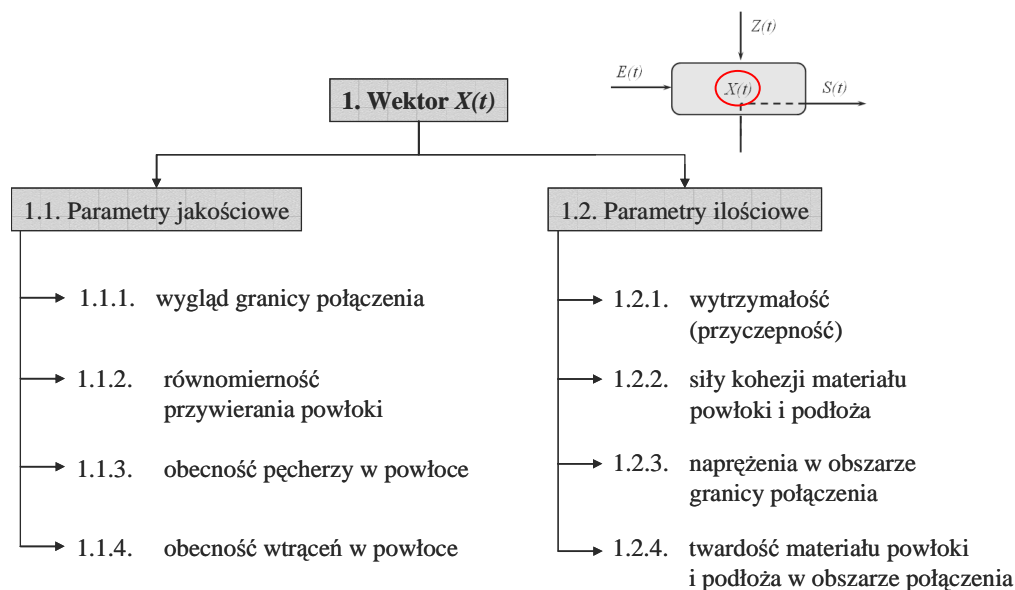 Z(t)
E(t)
X(t)
S(t)
1. Wektor X(t)
1.1. Parametry jakościowe
1.1.1. wygląd granicy połączenia
1.1.2. równomierność
przywierania powłoki
1.1.3. obecność pęcherzy w powłoce
1.1.4. obecność wtrąceń w powłoce
1.2. Parametry ilościowe
1.2.1. wytrzymałość
(przyczepność)
1.2.2. siły kohezji materiału
powłoki i podłoża
1.2.3. naprężenia w obszarze
granicy połączenia
1.2.4. twardość materiału powłoki
i podłoża w obszarze połączenia